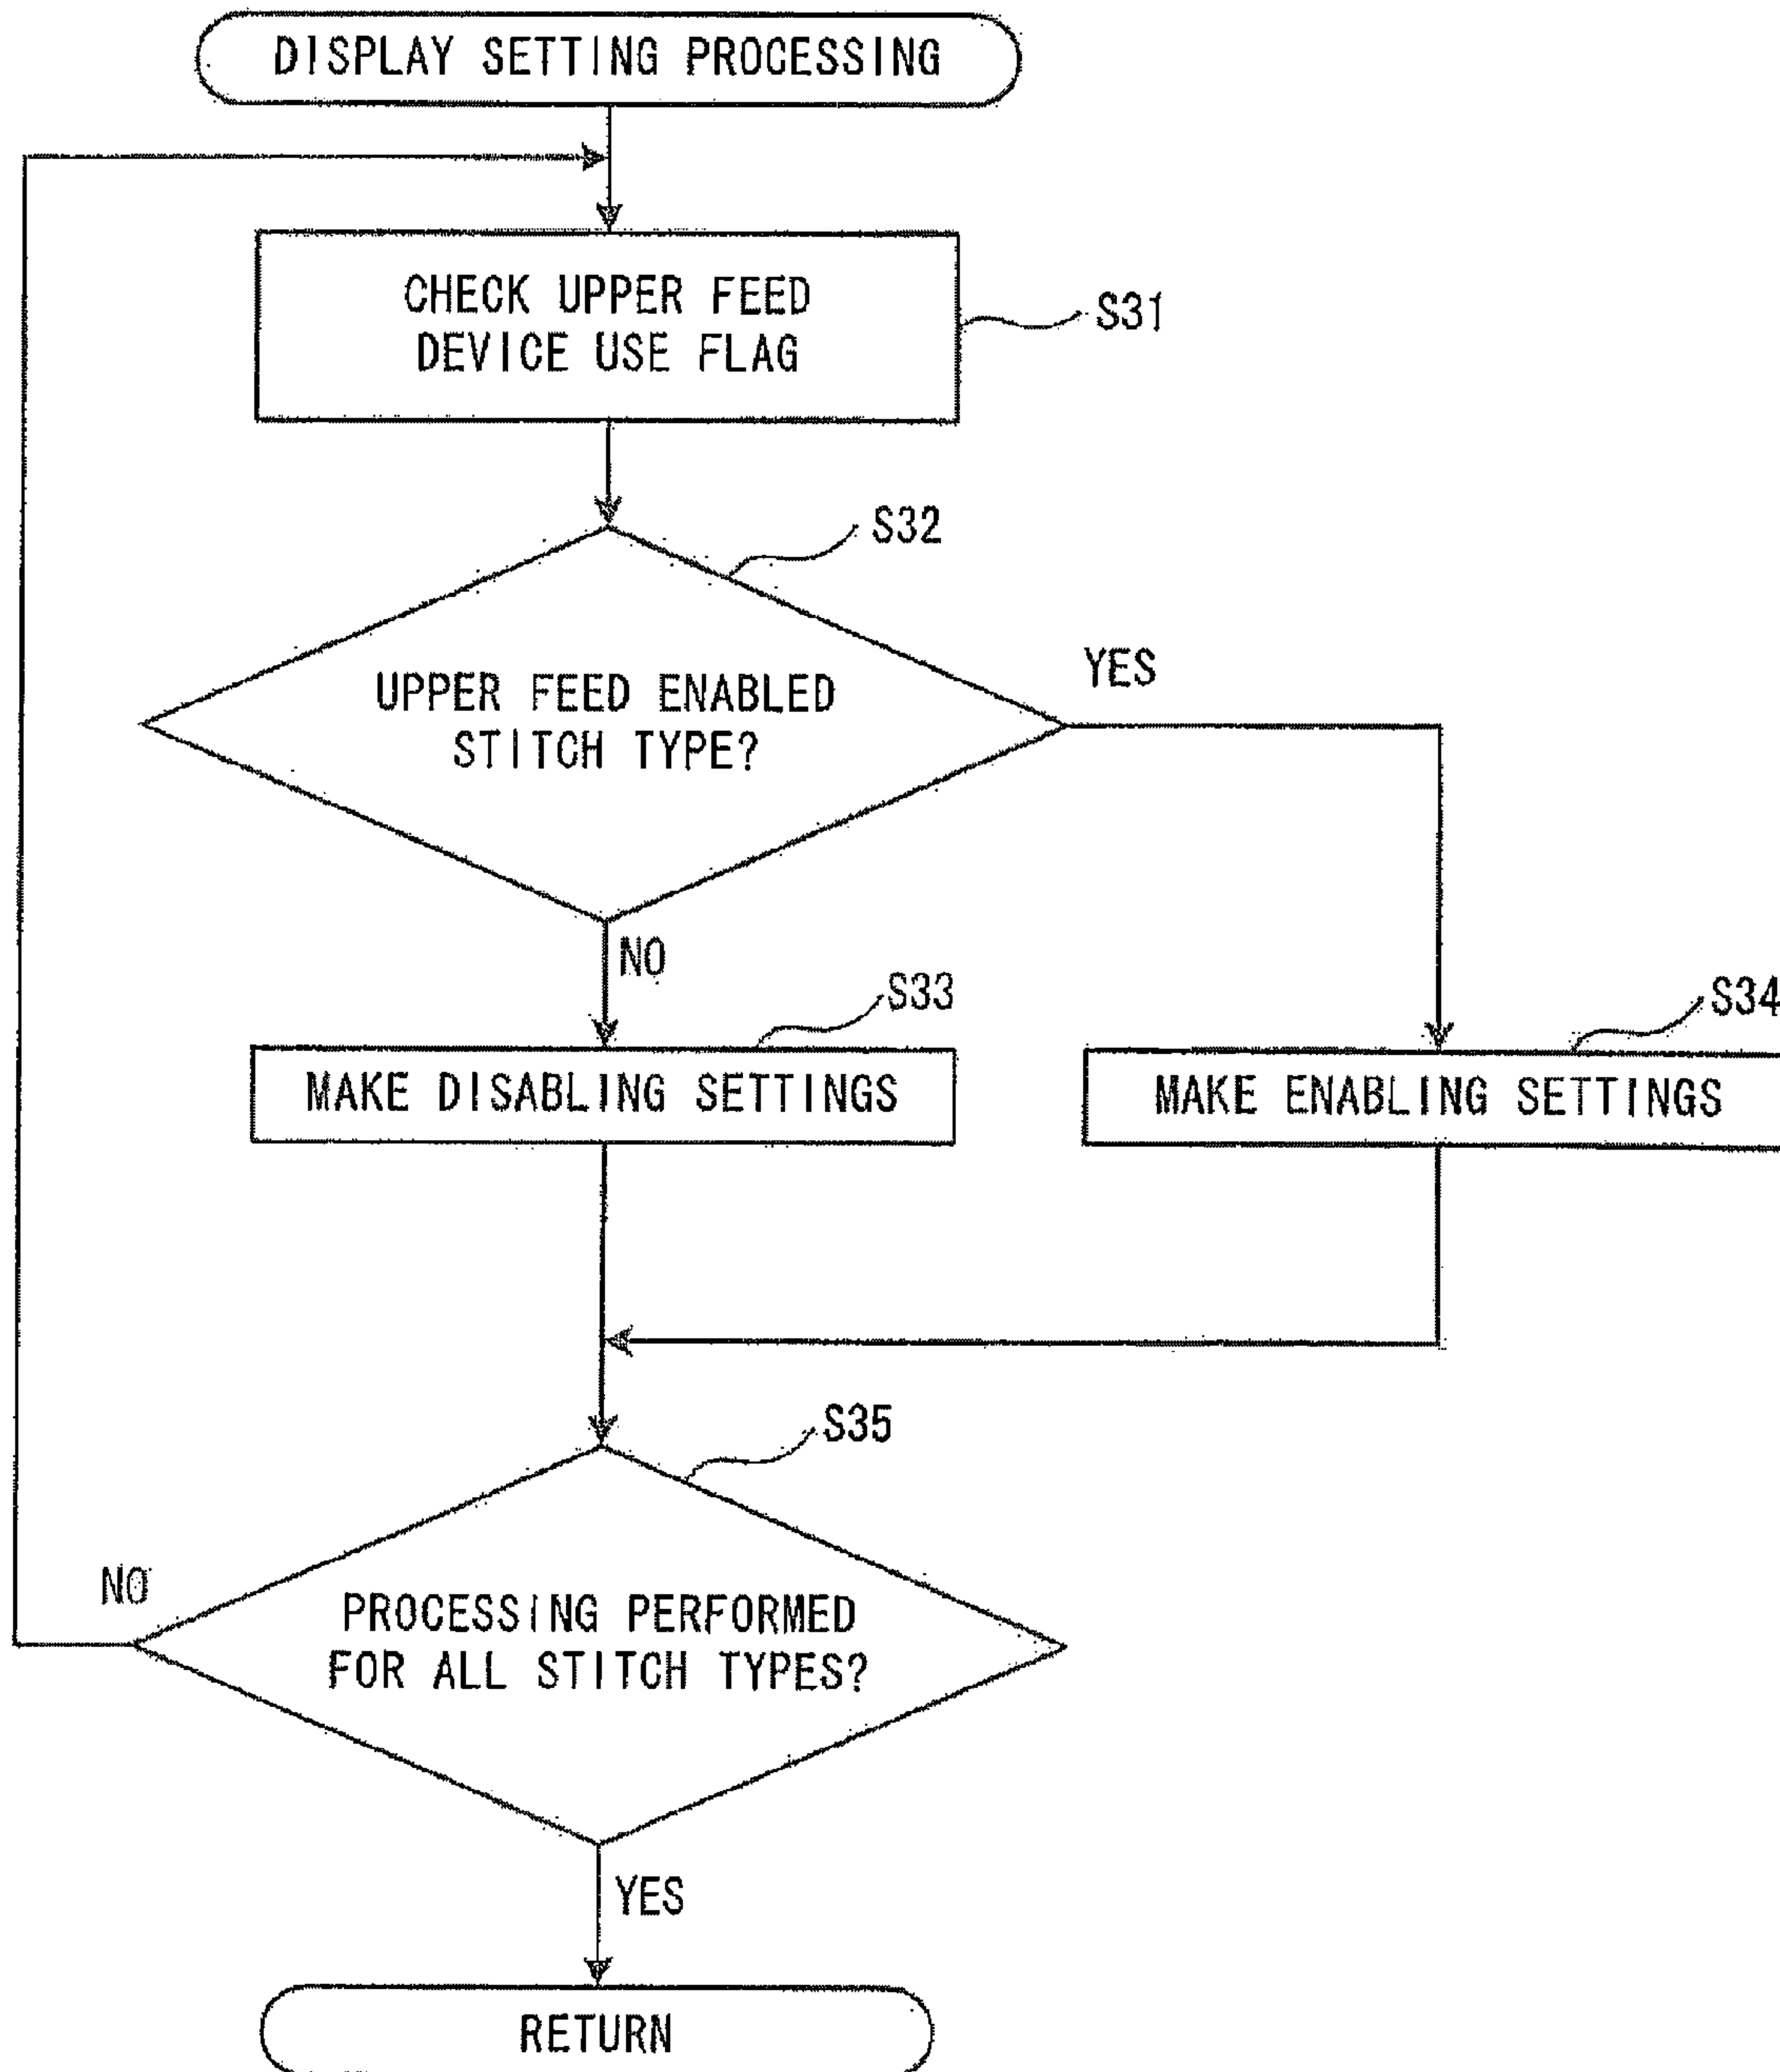 DISPLAY SETTING PROCESSING
CHECK UPPER FEED
DEVICE USE FLAG
S31
S32
UPPER FEED ENABLED
STITCH TYPE?
YES
NO
S33
MAKE DISABLING SETTINGS
S34
MAKE ENABLING SETTINGS
S35
PROCESSING PERFORMED
FOR ALL STITCH TYPES?
NO
YES
RETURN